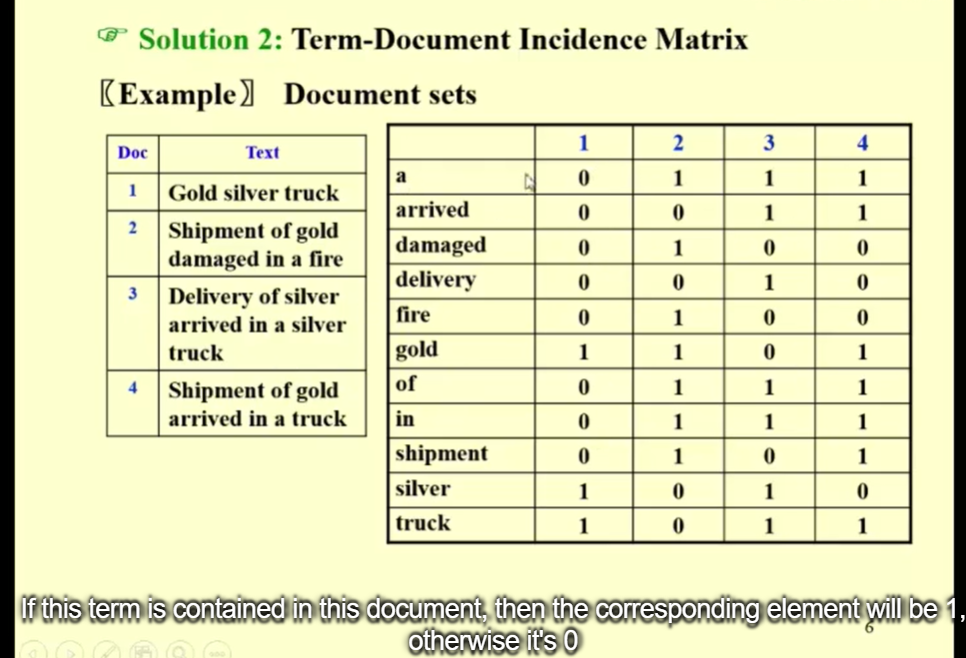 ☞ Solution 2: Term-Document Incidence Matrix
〖Example〗 Document sets
Doc Text
1 Gold silver truck
2 Shipment of gold
damaged in a fire
3 Delivery of silver
arrived in a silver
truck
4 Shipment of gold
arrived in a truck
1 2 3 4
a 0 1 1 1
arrived 0 0 1 1
damaged 0 1 0 0
delivery 0 0 1 0
fire 0 1 0 0
gold 1 1 0 1
of 0 1 1 1
in 0 1 1 1
shipment 0 1 0 1
silver 1 0 1 0
truck 1 0 1 1
If this term is contained in this document, then the corresponding element will be 1,
otherwise it's 0
6